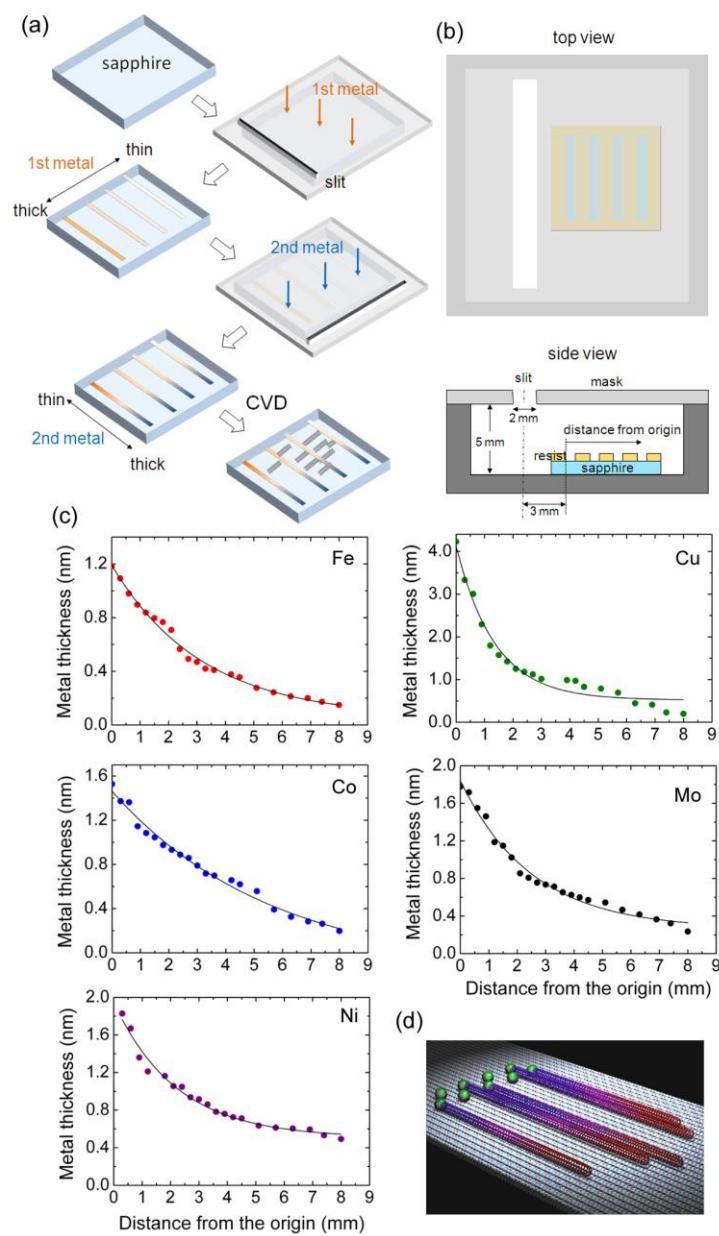 (a)
sapphire
1st metal
slit
1st metal
thin
thick
2nd metal
thin
2nd metal
thick
CVD
(b)
top view
side view
slit
mask
2 mm
5 mm
distance from origin
resist
sapphire
3 mm
(c)
Fe
Metal thickness (nm)
1.2
0.8
0.4
0.0
0 1 2 3 4 5 6 7 8 9
Cu
Metal thickness (nm)
4.0
3.0
2.0
1.0
0.0
0 1 2 3 4 5 6 7 8 9
Co
Metal thickness (nm)
1.6
1.2
0.8
0.4
0.0
0 1 2 3 4 5 6 7 8 9
Mo
Metal thickness (nm)
2.0
1.6
1.2
0.8
0.4
0.0
0 1 2 3 4 5 6 7 8 9
Distance from the origin (mm)
Ni
Metal thickness (nm)
2.0
1.6
1.2
0.8
0.4
0.0
0 1 2 3 4 5 6 7 8 9
Distance from the origin (mm)
(d)